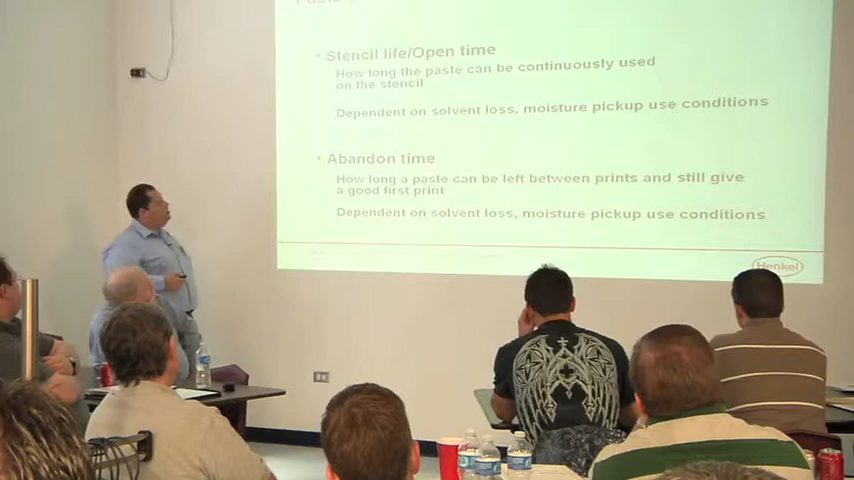 • Stencil life/Open time
How long the paste can be continuously used
on the stencil
Dependent on solvent loss, moisture pickup use conditions
• Abandon time
How long a paste can be left between prints and still give
a good first print
Dependent on solvent loss, moisture pickup use conditions
Henkel